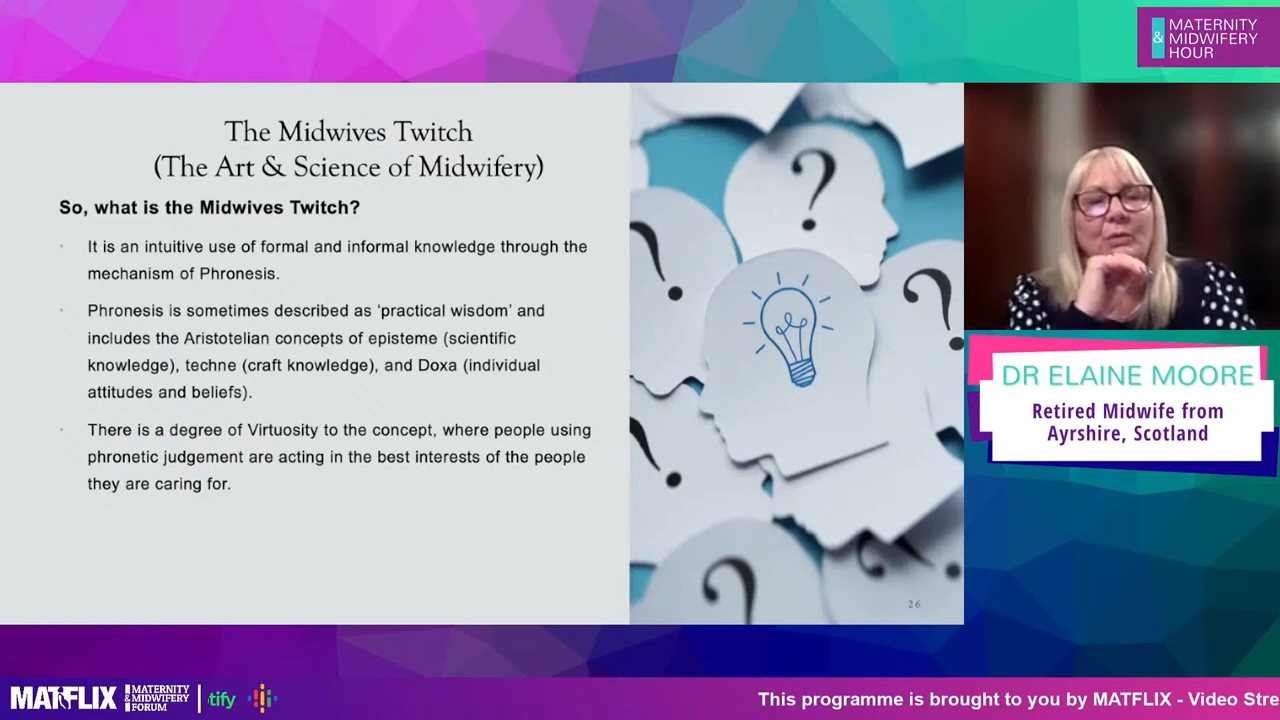 MATERNITY
& MIDWIFERY
HOUR
The Midwives Twitch
(The Art & Science of Midwifery)
So, what is the Midwives Twitch?
It is an intuitive use of formal and informal knowledge through the
mechanism of Phronesis.
Phronesis is sometimes described as 'practical wisdom' and
includes the Aristotelian concepts of episteme (scientific
knowledge), techne (craft knowledge), and Doxa (individual
attitudes and beliefs).
There is a degree of Virtuosity to the concept, where people using
phronetic judgement are acting in the best interests of the people
they are caring for.
?
?
?
?
?
?
26
DR ELAINE MOORE
Retired Midwife from
Ayrshire, Scotland
MATFLIX
MATERNITY
& MIDWIFERY
FORUM
tify
This programme is brought to you by MATFLIX - Video Stre